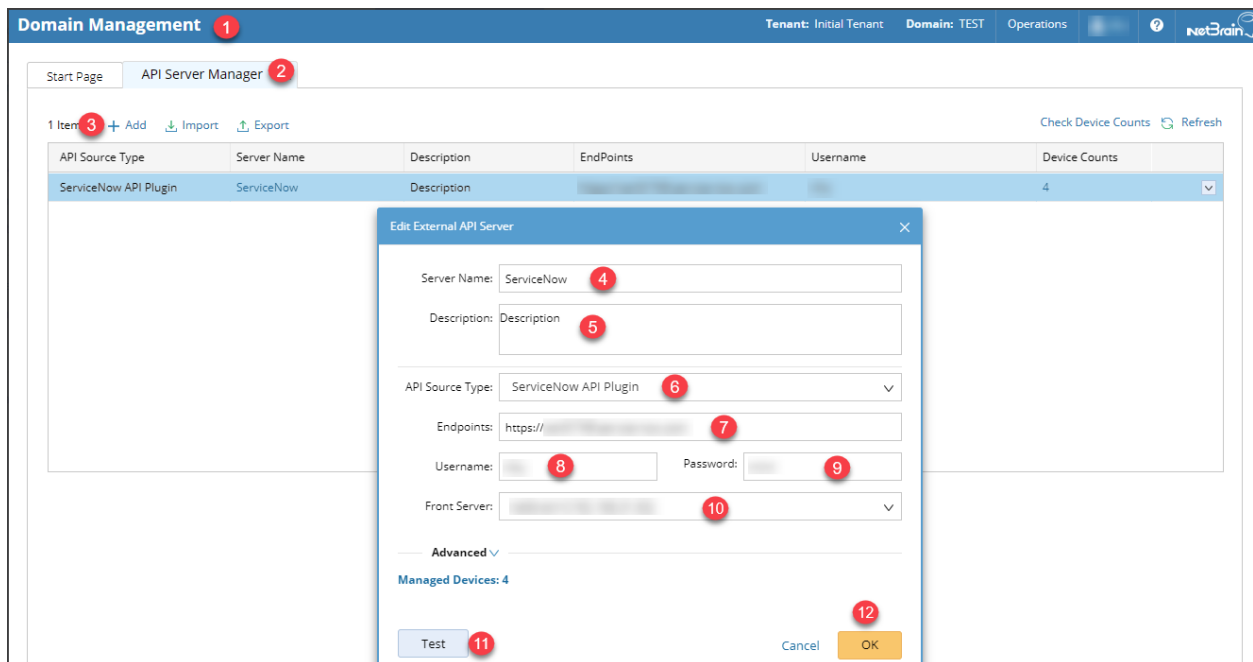 Domain Management 1 Tenant: Initial Tenant Domain: TEST Operations ? NetBrain
Start Page API Server Manager 2
1 Item 3 + Add Import Export Check Device Counts Refresh
API Source Type Server Name Description EndPoints Username Device Counts
ServiceNow API Plugin ServiceNow Description 4
Edit External API Server
Server Name: ServiceNow 4
Description: Description 5
API Source Type: ServiceNow API Plugin 6
Endpoints: https:// 7
Username: 8 Password: 9
Front Server: 10
Advanced
Managed Devices: 4
12
Test 11 Cancel OK